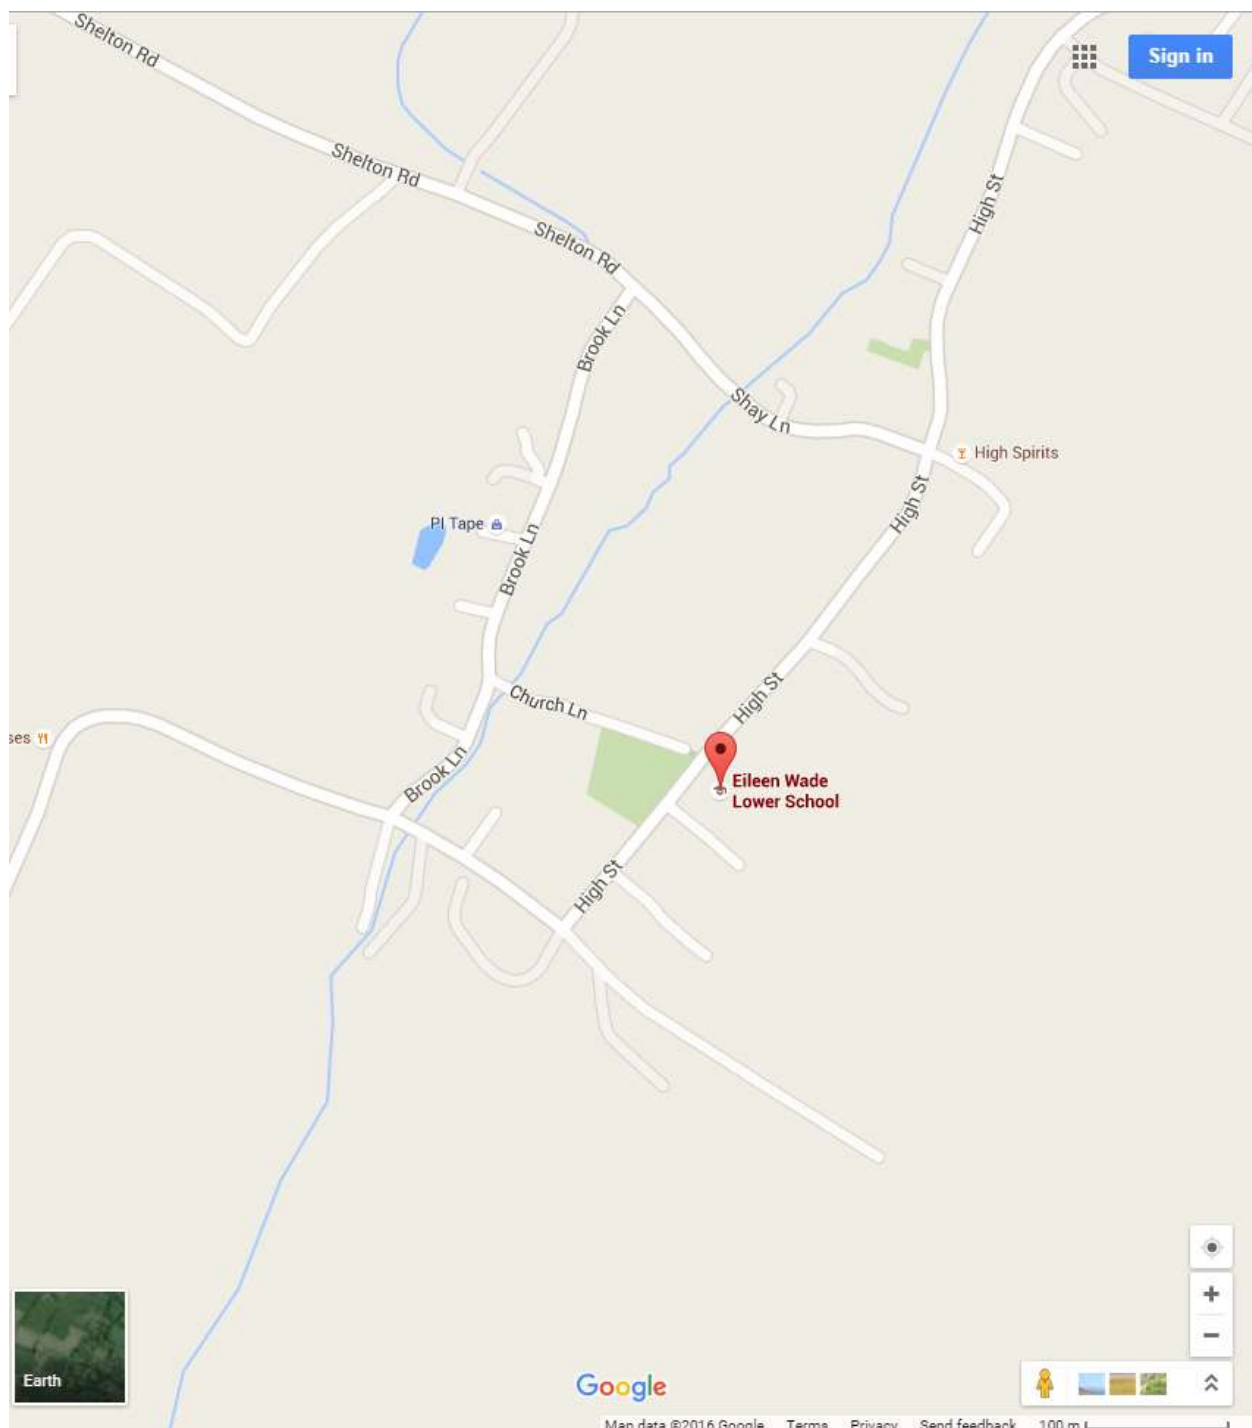 Shelton Rd
Sign in
Shelton Rd
High St
Shelton Rd
Brook Ln
Shay Ln
High Spirits
High St
PI Tape
Brook Ln
Church Ln
High St
ses
Brook Ln
Eileen Wade
Lower School
High St
Earth
Google
Map data ©2016 Google Terms Privacy Send feedback 100 m